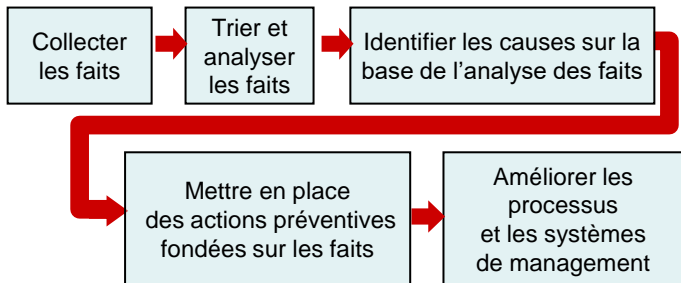 Collecter
les faits
Trier et
analyser
les faits
Identifier les causes sur la
base de l’analyse des faits
Mettre en place
des actions préventives
fondées sur les faits
Améliorer les
processus
et les systèmes
de management